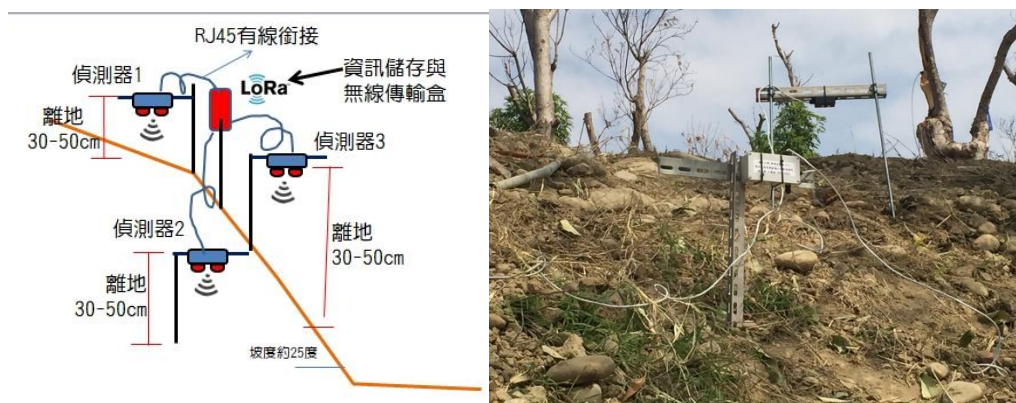 RJ45有線銜接
偵測器1
LoRa
資訊儲存與
無線傳輸盒
離地
30-50cm
偵測器3
偵測器2
離地
30-50cm
離地
30-50cm
坡度約25度